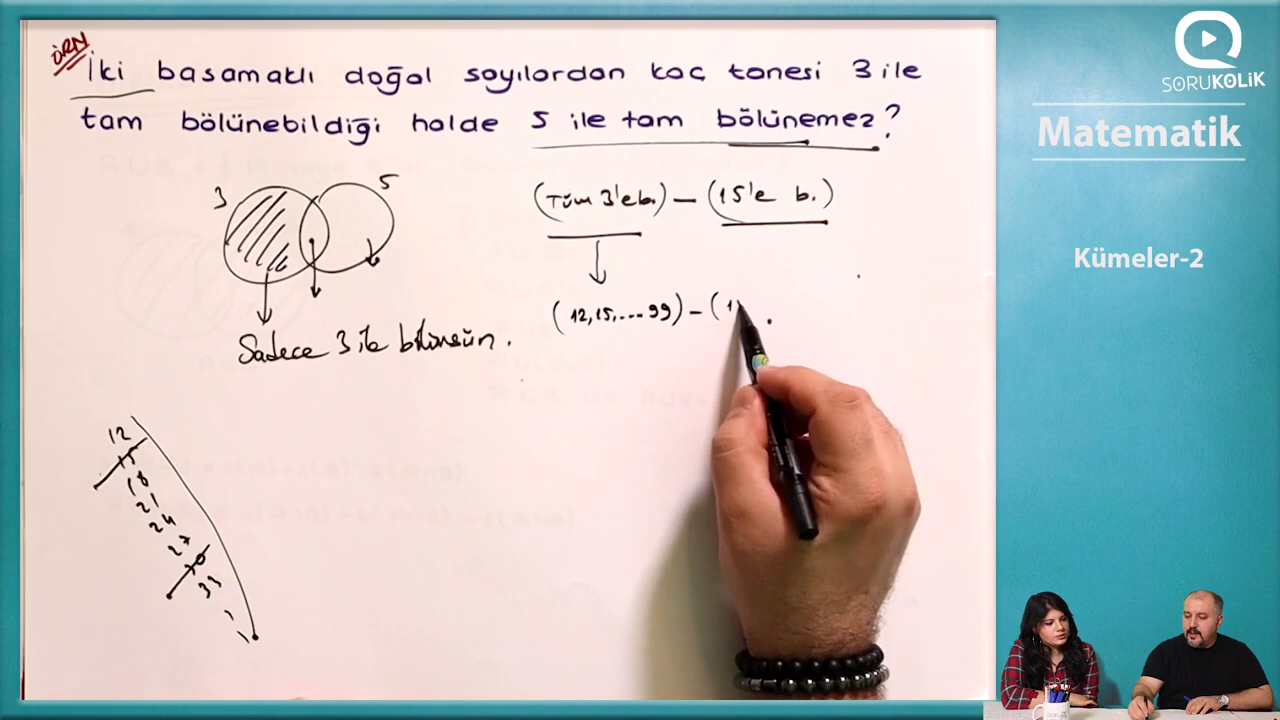 ÖRN
İki basamaklı doğal sayılardan kaç tanesi 3 ile
tam bölünebildiği halde 5 ile tam bölünemez?
3 5
(Tüm 3'e b.) — (15'e b.)
(12, 15, ... 99) — (1
Sadece 3 ile bölünsün.
12
15
18
21
24
27
30
33
SORUKOLİK
Matematik
Kümeler-2